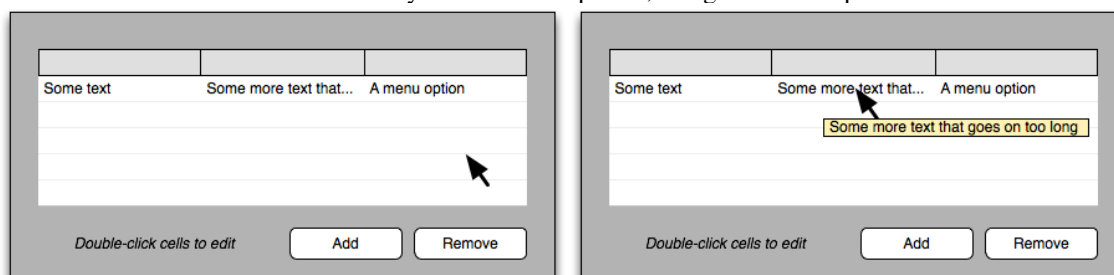 Some text Some more text that... A menu option
Double-click cells to edit Add Remove
Some text Some more text that... A menu option
Some more text that goes on too long
Double-click cells to edit Add Remove